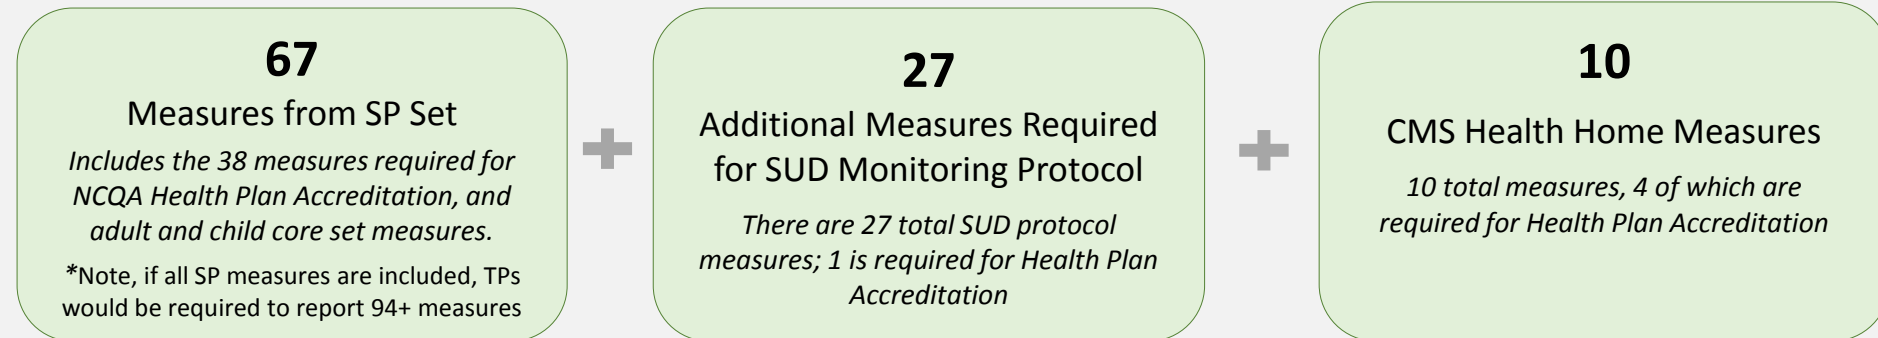 67
Measures from SP Set
Includes the 38 measures required for
NCQA Health Plan Accreditation, and
adult and child core set measures.
*Note, if all SP measures are included, TPs
would be required to report 94+ measures
27
Additional Measures Required
for SUD Monitoring Protocol
There are 27 total SUD protocol
measures; 1 is required for Health Plan
Accreditation
10
CMS Health Home Measures
10 total measures, 4 of which are
required for Health Plan Accreditation